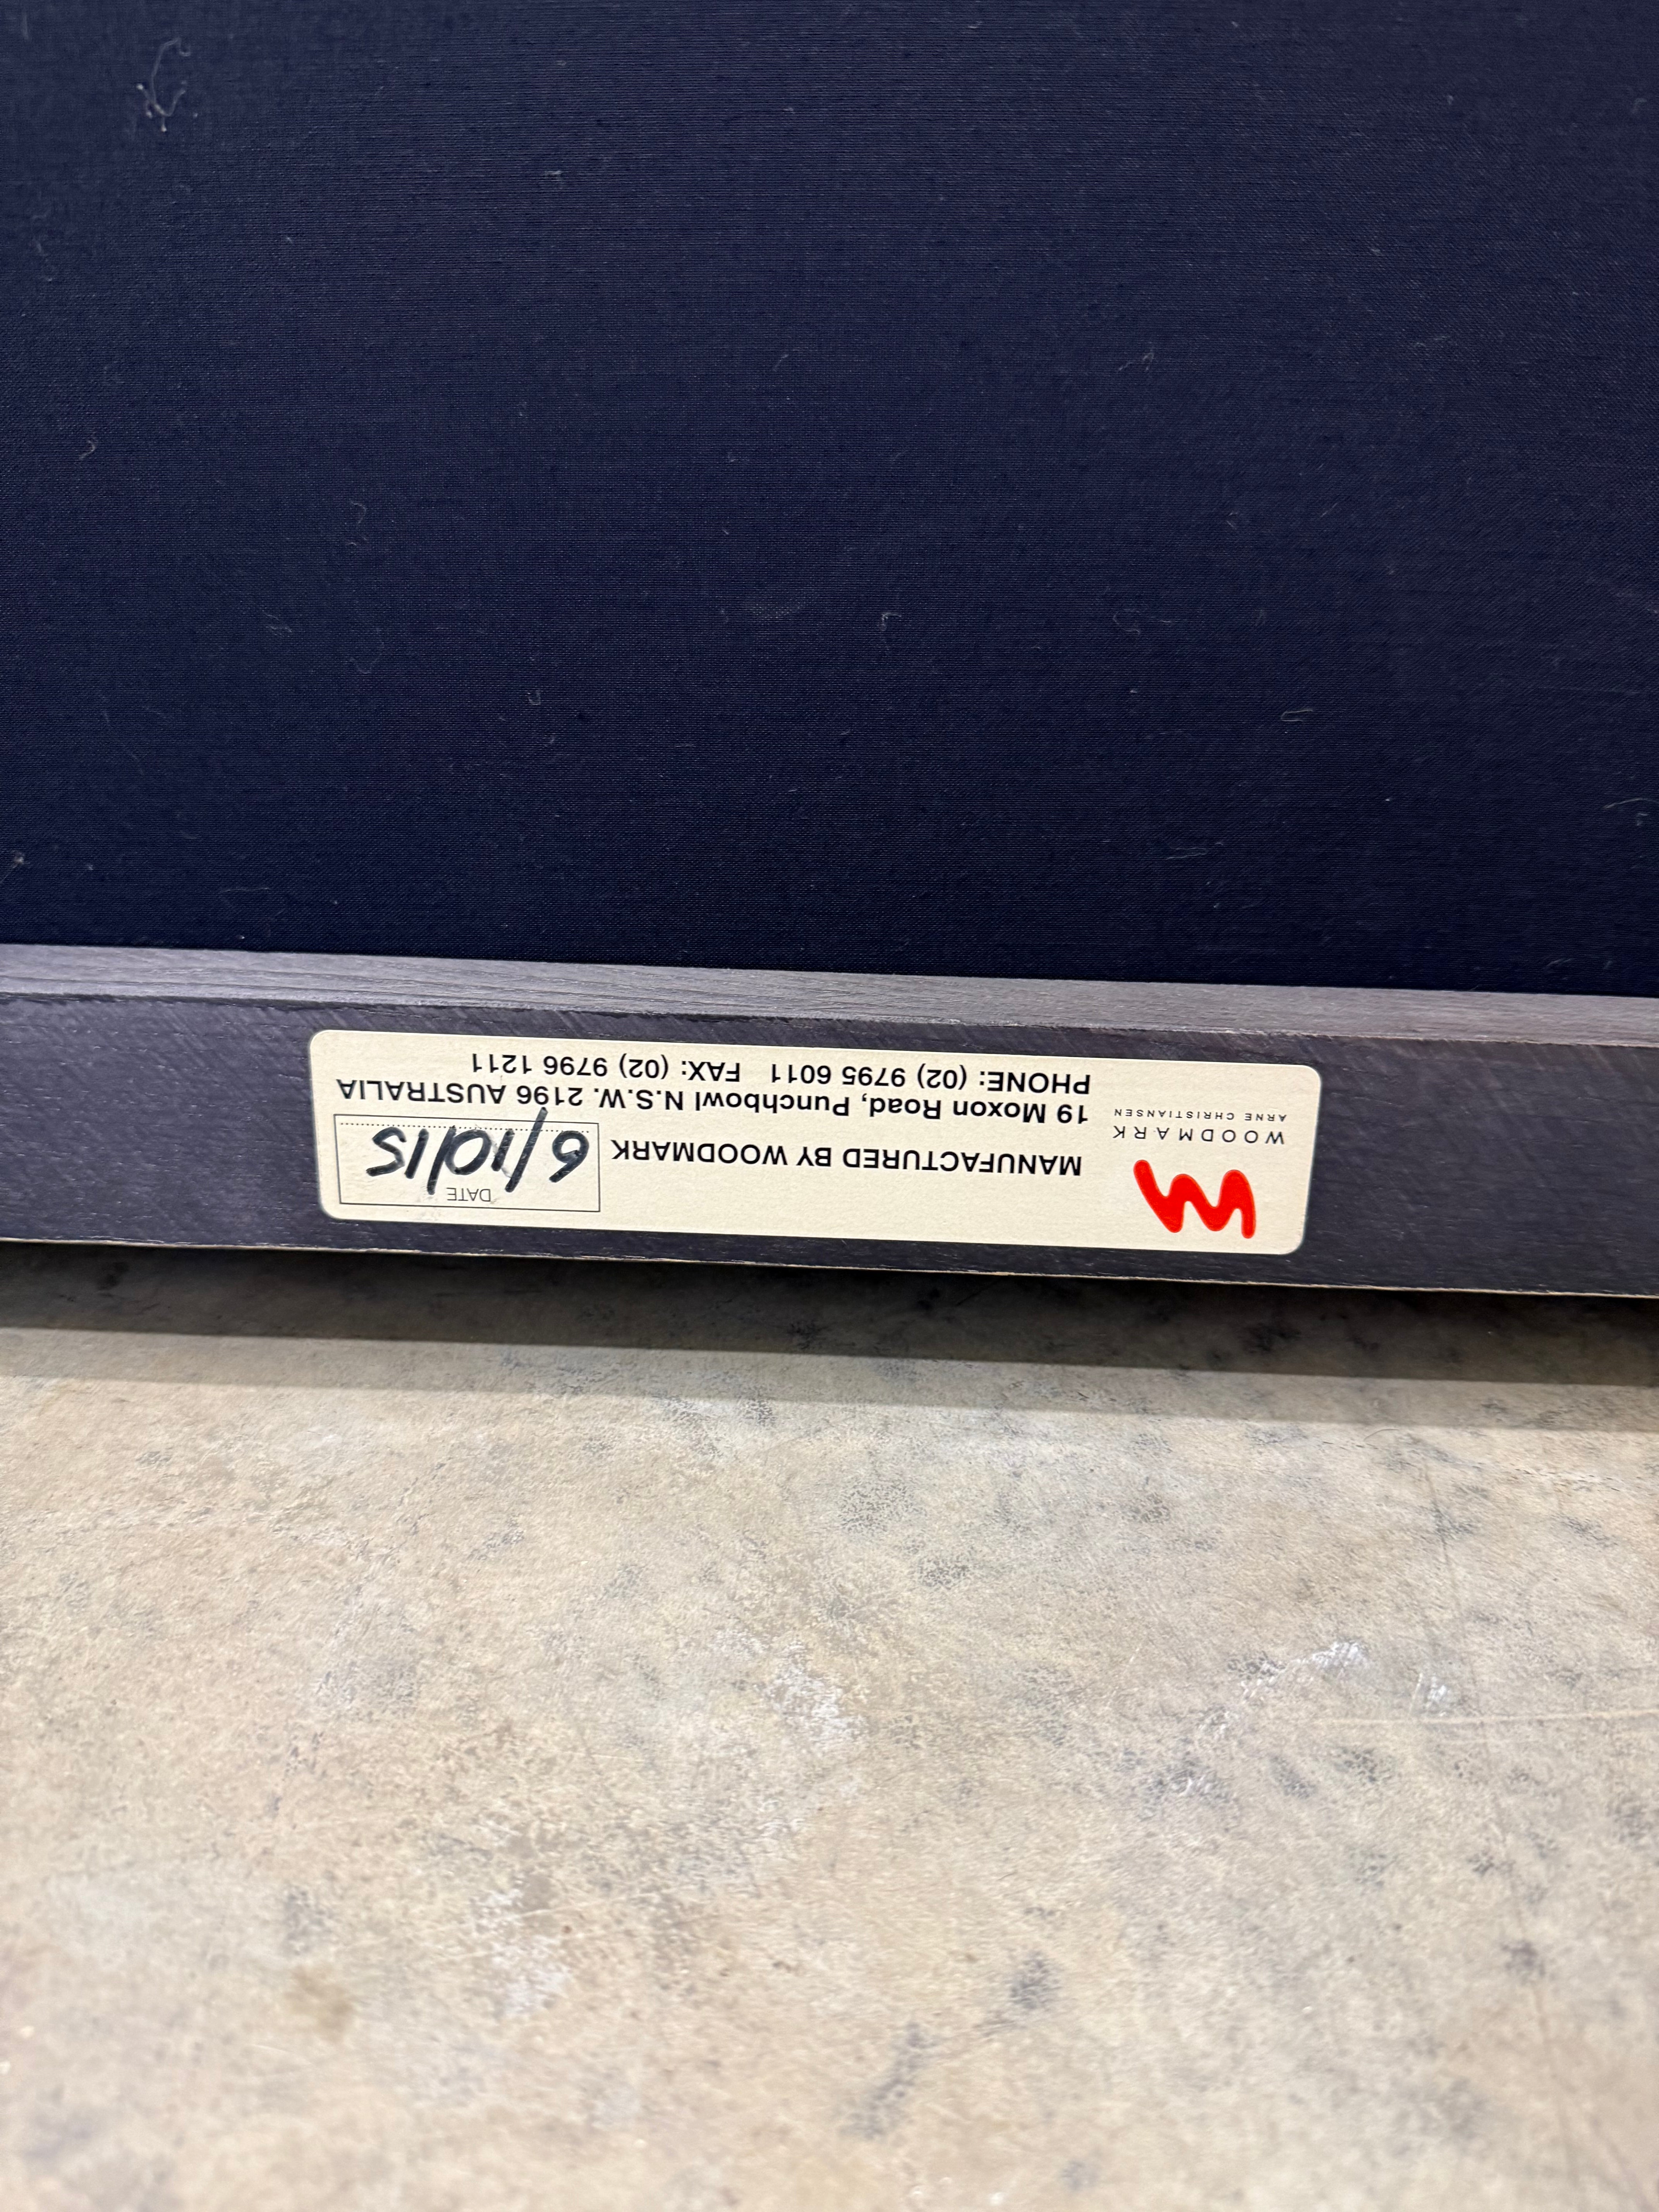 WOODMARK
ARNE CHRISTIANSEN
DATE
6/10/15
MANUFACTURED BY WOODMARK
19 Moxon Road, Punchbowl N.S.W. 2196 AUSTRALIA
PHONE: (02) 9795 6011 FAX: (02) 9796 1211